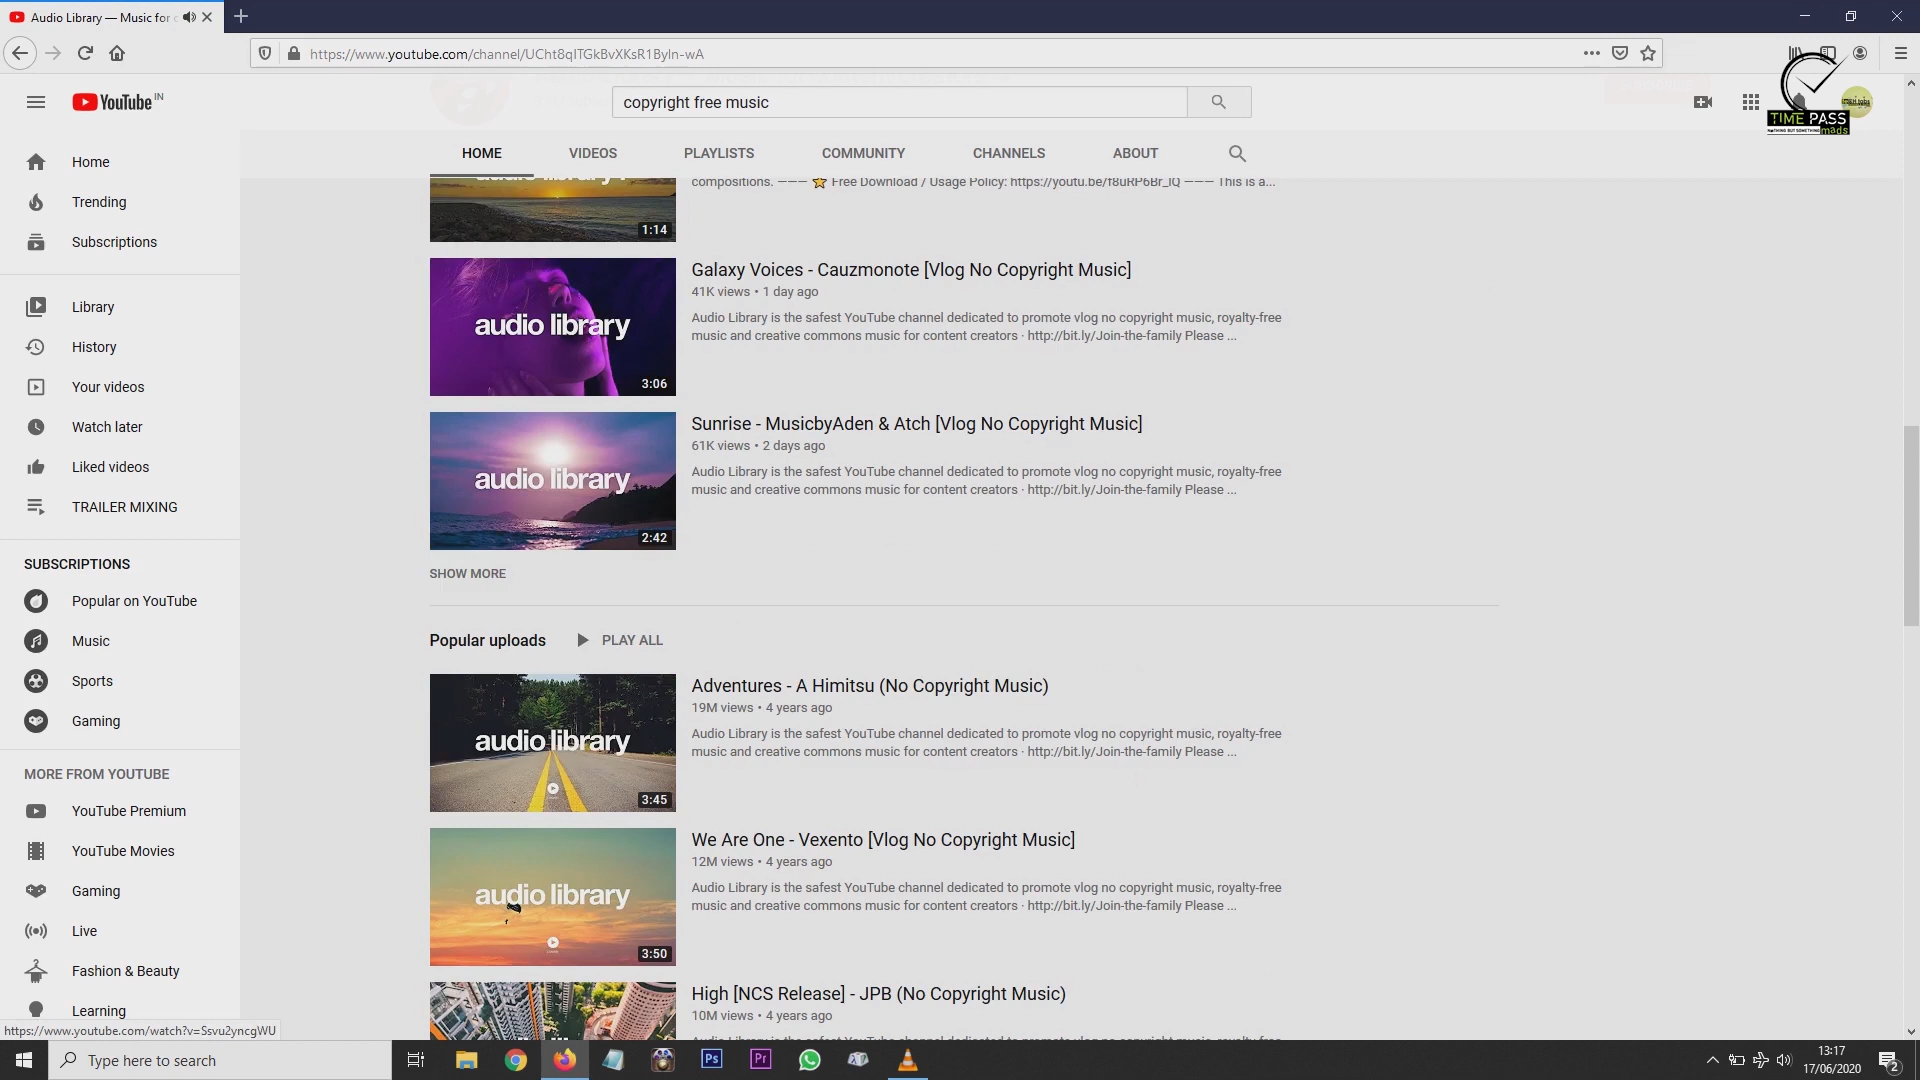 Audio Library — Music for
https://www.youtube.com/channel/UCht8qITGkBvXKsR1Byln-wA
YouTube IN
copyright free music
TIME PASS
NOTHING BUT SOMETHING mads
HOME VIDEOS PLAYLISTS COMMUNITY CHANNELS ABOUT
Home
Trending
Subscriptions
Library
History
Your videos
Watch later
Liked videos
TRAILER MIXING
SUBSCRIPTIONS
Popular on YouTube
Music
Sports
Gaming
MORE FROM YOUTUBE
YouTube Premium
YouTube Movies
Gaming
Live
Fashion & Beauty
Learning
https://www.youtube.com/watch?v=Ssvu2yncgWU
compositions. ——— ⭐ Free Download / Usage Policy: https://youtu.be/f8uRP6Br_IQ ——— This is a...
1:14
audio library
3:06
Galaxy Voices - Cauzmonote [Vlog No Copyright Music]
41K views • 1 day ago
Audio Library is the safest YouTube channel dedicated to promote vlog no copyright music, royalty-free
music and creative commons music for content creators · http://bit.ly/Join-the-family Please ...
audio library
2:42
Sunrise - MusicbyAden & Atch [Vlog No Copyright Music]
61K views • 2 days ago
Audio Library is the safest YouTube channel dedicated to promote vlog no copyright music, royalty-free
music and creative commons music for content creators · http://bit.ly/Join-the-family Please ...
SHOW MORE
Popular uploads PLAY ALL
audio library
3:45
Adventures - A Himitsu (No Copyright Music)
19M views • 4 years ago
Audio Library is the safest YouTube channel dedicated to promote vlog no copyright music, royalty-free
music and creative commons music for content creators · http://bit.ly/Join-the-family Please ...
audio library
3:50
We Are One - Vexento [Vlog No Copyright Music]
12M views • 4 years ago
Audio Library is the safest YouTube channel dedicated to promote vlog no copyright music, royalty-free
music and creative commons music for content creators · http://bit.ly/Join-the-family Please ...
High [NCS Release] - JPB (No Copyright Music)
10M views • 4 years ago
Type here to search
Ps
Pr
13:17
17/06/2020
2